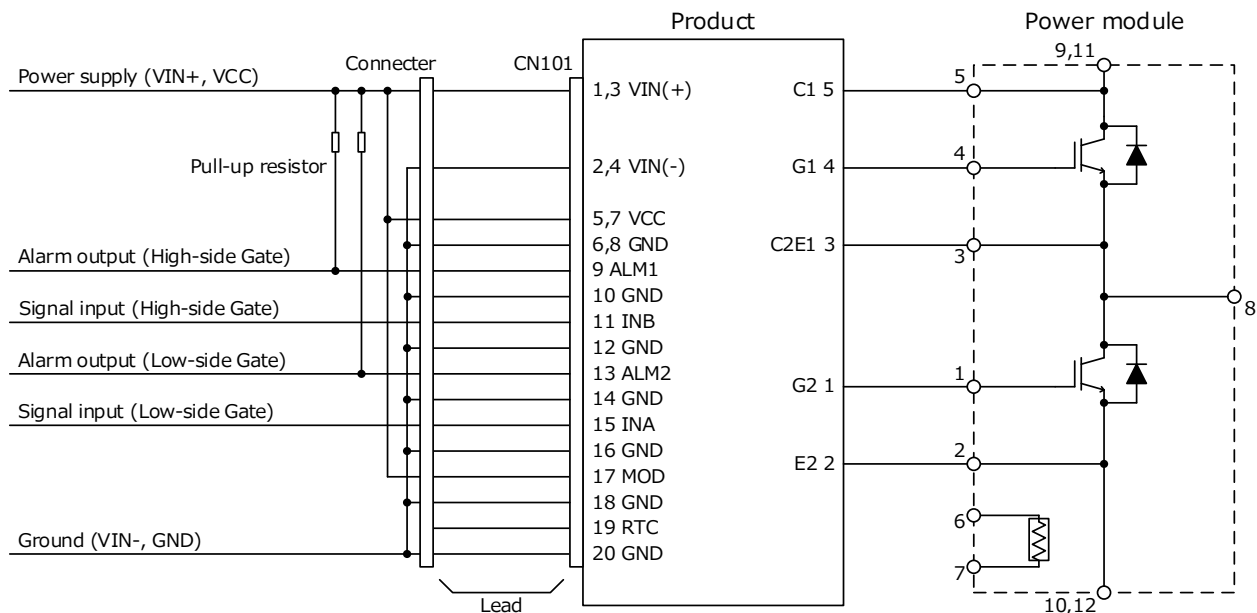 Product
Power module
Power supply (VIN+, VCC)
Connecter
CN101
9,11
1,3 VIN(+)
C1 5
5
Pull-up resistor
2,4 VIN(-)
G1 4
4
5,7 VCC
Alarm output (High-side Gate)
6,8 GND
C2E1 3
3
9 ALM1
Signal input (High-side Gate)
10 GND
8
11 INB
12 GND
Alarm output (Low-side Gate)
13 ALM2
G2 1
1
14 GND
Signal input (Low-side Gate)
15 INA
16 GND
E2 2
2
17 MOD
18 GND
6
19 RTC
Ground (VIN-, GND)
20 GND
7
Lead
10,12